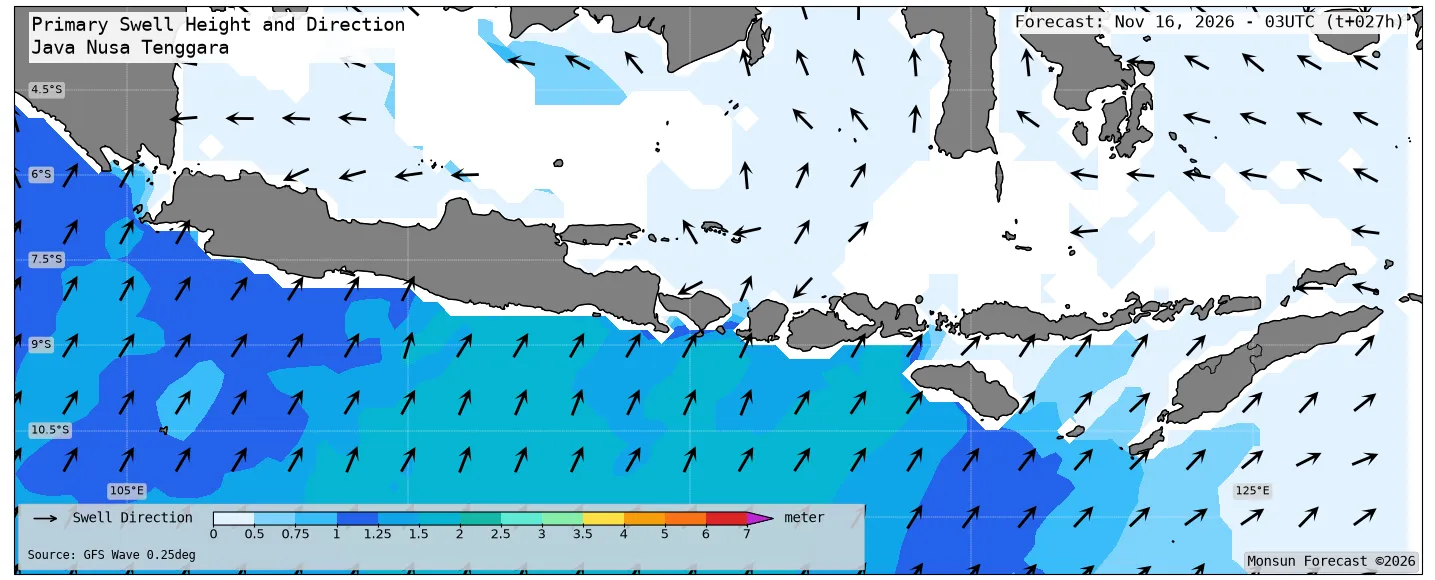 Primary Swell Height and Direction
Java Nusa Tenggara
Forecast: Nov 16, 2026 - 03UTC (t+027h)
4.5°S
6°S
7.5°S
9°S
10.5°S
105°E
125°E
Swell Direction
0 0.5 0.75 1 1.25 1.5 2 2.5 3 3.5 4 5 6 7
meter
Source: GFS Wave 0.25deg
Monsun Forecast ©2026